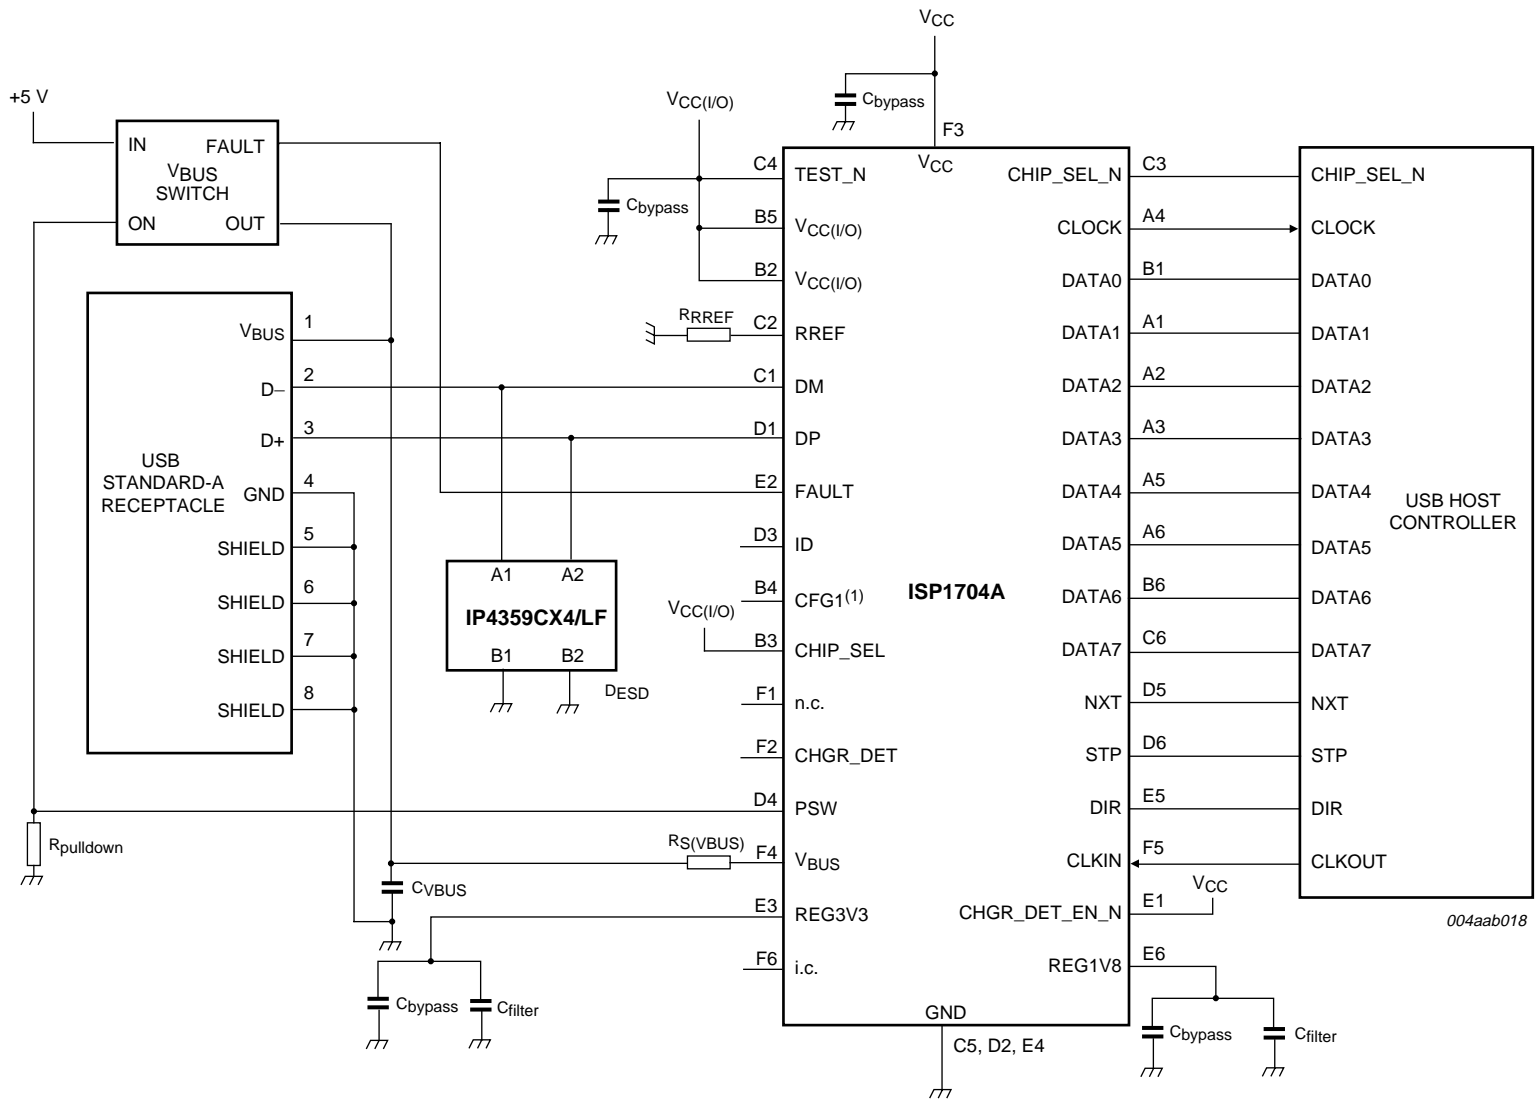 VCC
+5 V
VCC(I/O)
Cbypass
F3
IN
FAULT
VBUS
SWITCH
ON
OUT
Cbypass
VCC
C4
TEST_N
B5
VCC(I/O)
B2
VCC(I/O)
RRREF
C2
RREF
C1
DM
D1
DP
E2
FAULT
D3
ID
B4
CFG1(1)
VCC(I/O)
B3
CHIP_SEL
F1
n.c.
F2
CHGR_DET
D4
PSW
RS(VBUS)
F4
VBUS
E3
REG3V3
F6
i.c.
ISP1704A
GND
C5, D2, E4
CHIP_SEL_N
C3
CHIP_SEL_N
CLOCK
A4
CLOCK
DATA0
B1
DATA0
DATA1
A1
DATA1
DATA2
A2
DATA2
DATA3
A3
DATA3
DATA4
A5
DATA4
DATA5
A6
DATA5
DATA6
B6
DATA6
DATA7
C6
DATA7
NXT
D5
NXT
STP
D6
STP
DIR
E5
DIR
CLKIN
F5
CLKOUT
CHGR_DET_EN_N
E1
VCC
REG1V8
E6
Cbypass
Cfilter
USB HOST
CONTROLLER
004aab018
VBUS
1
D–
2
D+
3
GND
4
SHIELD
5
SHIELD
6
SHIELD
7
SHIELD
8
USB
STANDARD-A
RECEPTACLE
A1
A2
IP4359CX4/LF
B1
B2
DESD
Rpulldown
CVBUS
Cbypass
Cfilter